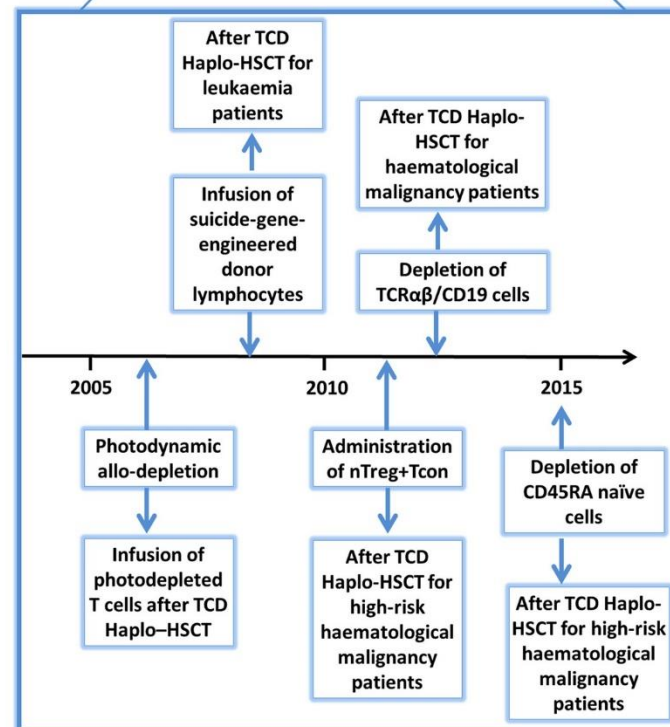 After TCD
Haplo-HSCT for
leukaemia
patients
After TCD Haplo-
HSCT for
haematological
malignancy patients
Infusion of
suicide-gene-
engineered
donor
lymphocytes
Depletion of
TCRαβ/CD19 cells
2005
2010
2015
Photodynamic
allo-depletion
Administration
of nTreg+Tcon
Depletion of
CD45RA naïve
cells
Infusion of
photodepleted
T cells after TCD
Haplo–HSCT
After TCD
Haplo-HSCT for
high-risk
haematological
malignancy
patients
After TCD Haplo-
HSCT for high-risk
haematological
malignancy
patients